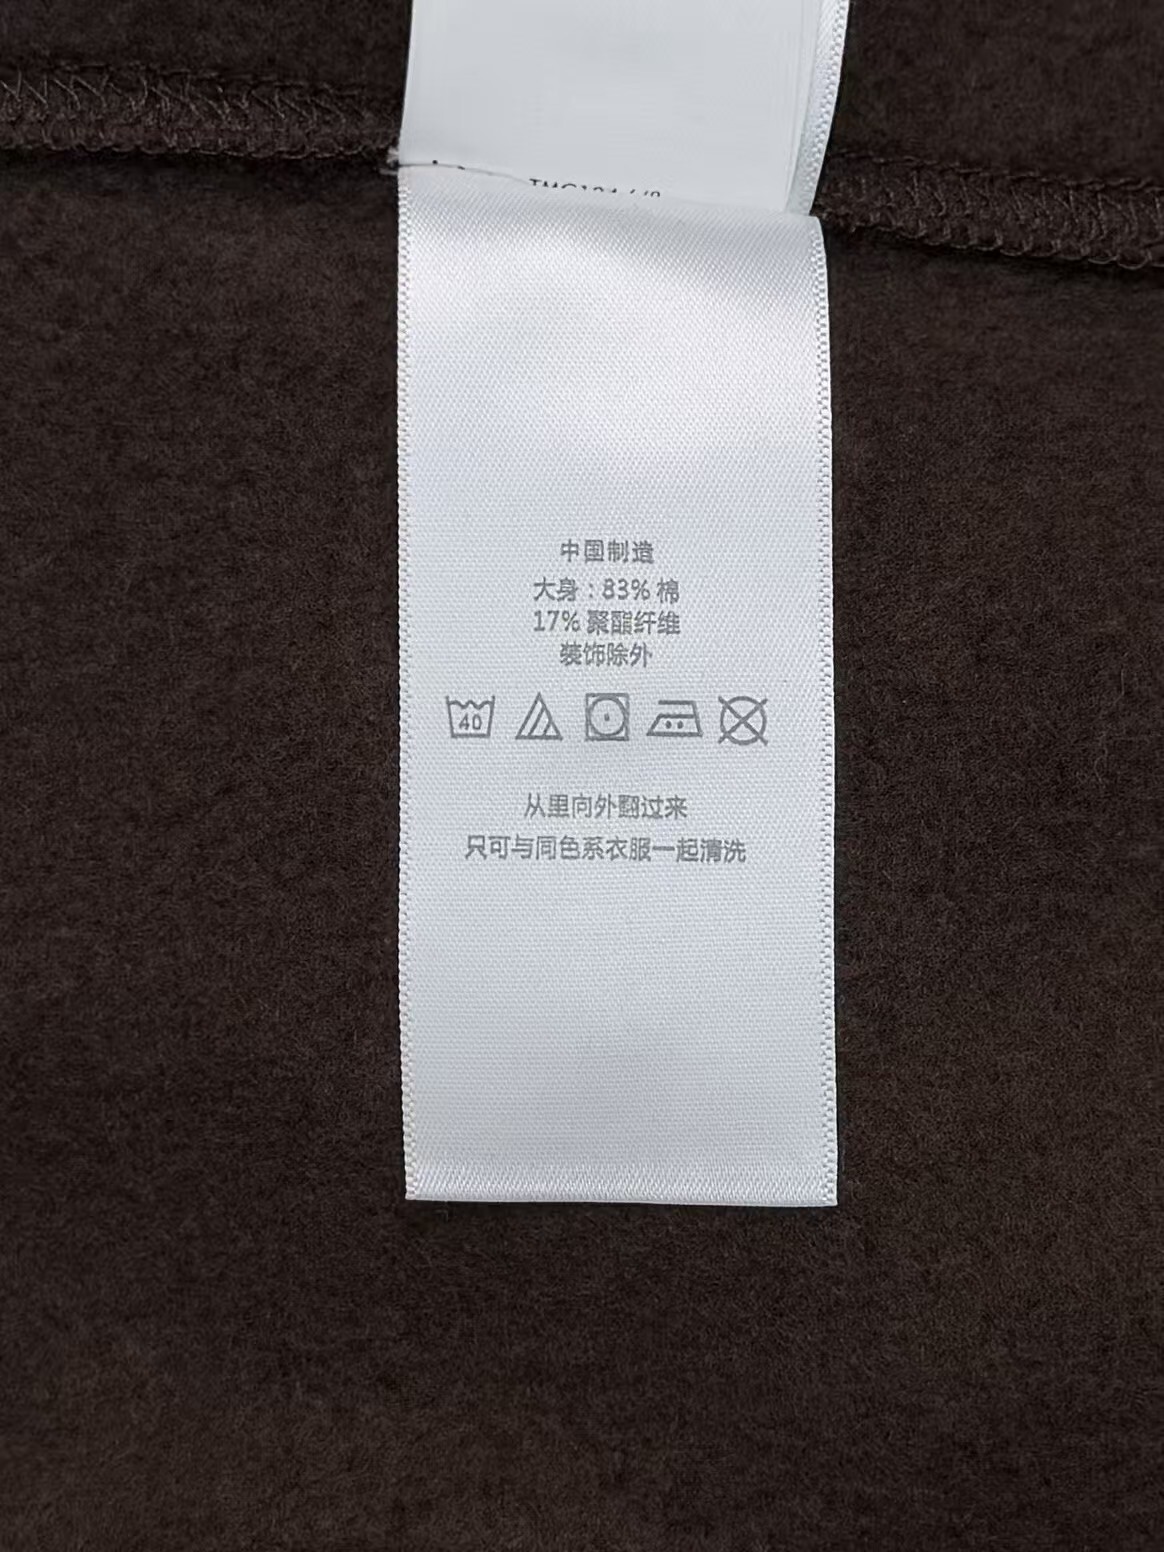 中国制造
大身 : 83% 棉
17% 聚酯纤维
装饰除外
40
从里向外翻过来
只可与同色系衣服一起清洗